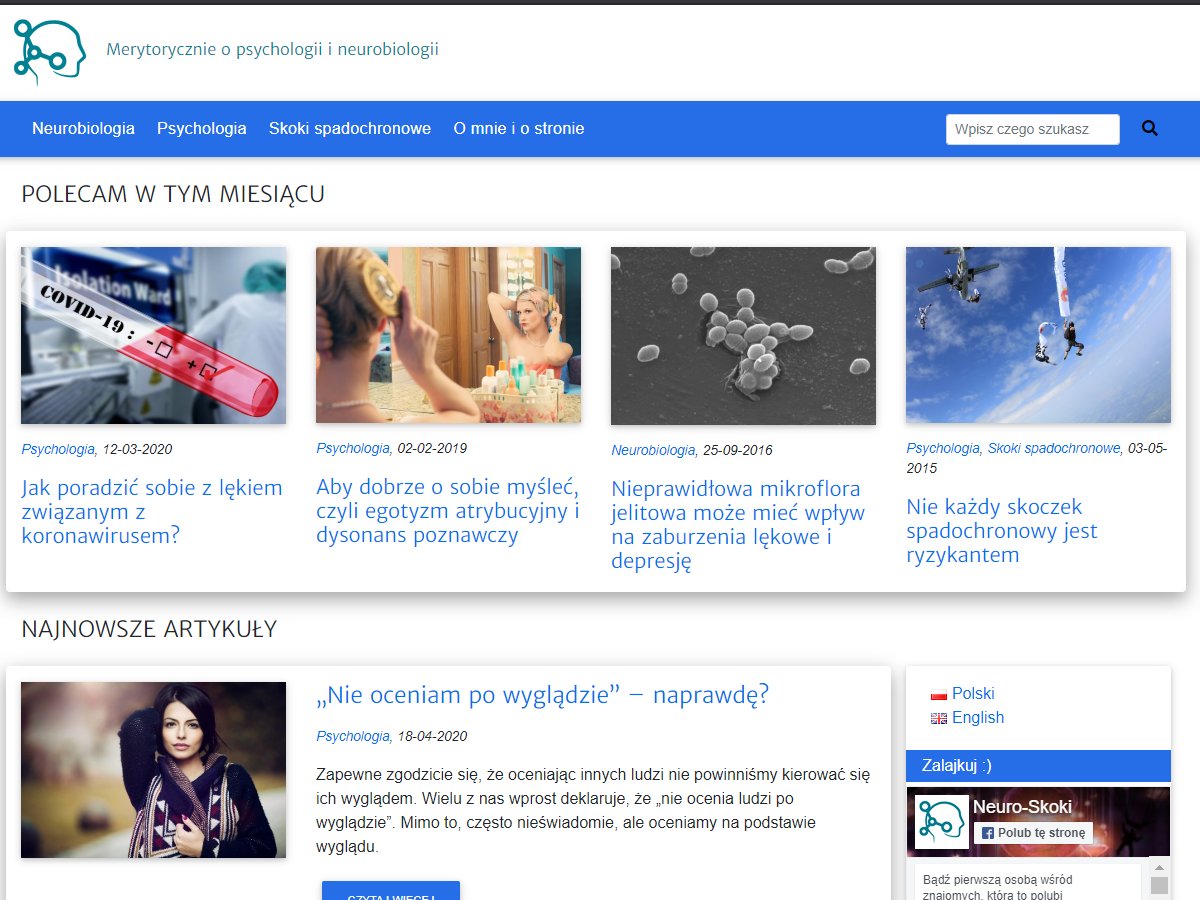 Merytorycznie o psychologii i neurobiologii
Neurobiologia Psychologia Skoki spadochronowe O mnie i o stronie Wpisz czego szukasz
POLECAM W TYM MIESIĄCU
Isolation Ward
COVID-19 :
Psychologia, 12-03-2020
Jak poradzić sobie z lękiem
związanym z
koronawirusem?
Psychologia, 02-02-2019
Aby dobrze o sobie myśleć,
czyli egotyzm atrybucyjny i
dysonans poznawczy
Neurobiologia, 25-09-2016
Nieprawidłowa mikroflora
jelitowa może mieć wpływ
na zaburzenia lękowe i
depresję
Psychologia, Skoki spadochronowe, 03-05-
2015
Nie każdy skoczek
spadochronowy jest
ryzykantem
NAJNOWSZE ARTYKUŁY
„Nie oceniam po wyglądzie” – naprawdę?
Psychologia, 18-04-2020
Zapewne zgodzicie się, że oceniając innych ludzi nie powinniśmy kierować się
ich wyglądem. Wielu z nas wprost deklaruje, że „nie ocenia ludzi po
wyglądzie”. Mimo to, często nieświadomie, ale oceniamy na podstawie
wyglądu.
CZYTAJ WIĘCEJ
Polski
English
Zalajkuj :)
Neuro-Skoki
Polub tę stronę
Bądź pierwszą osobą wśród
znajomych, która to polubi